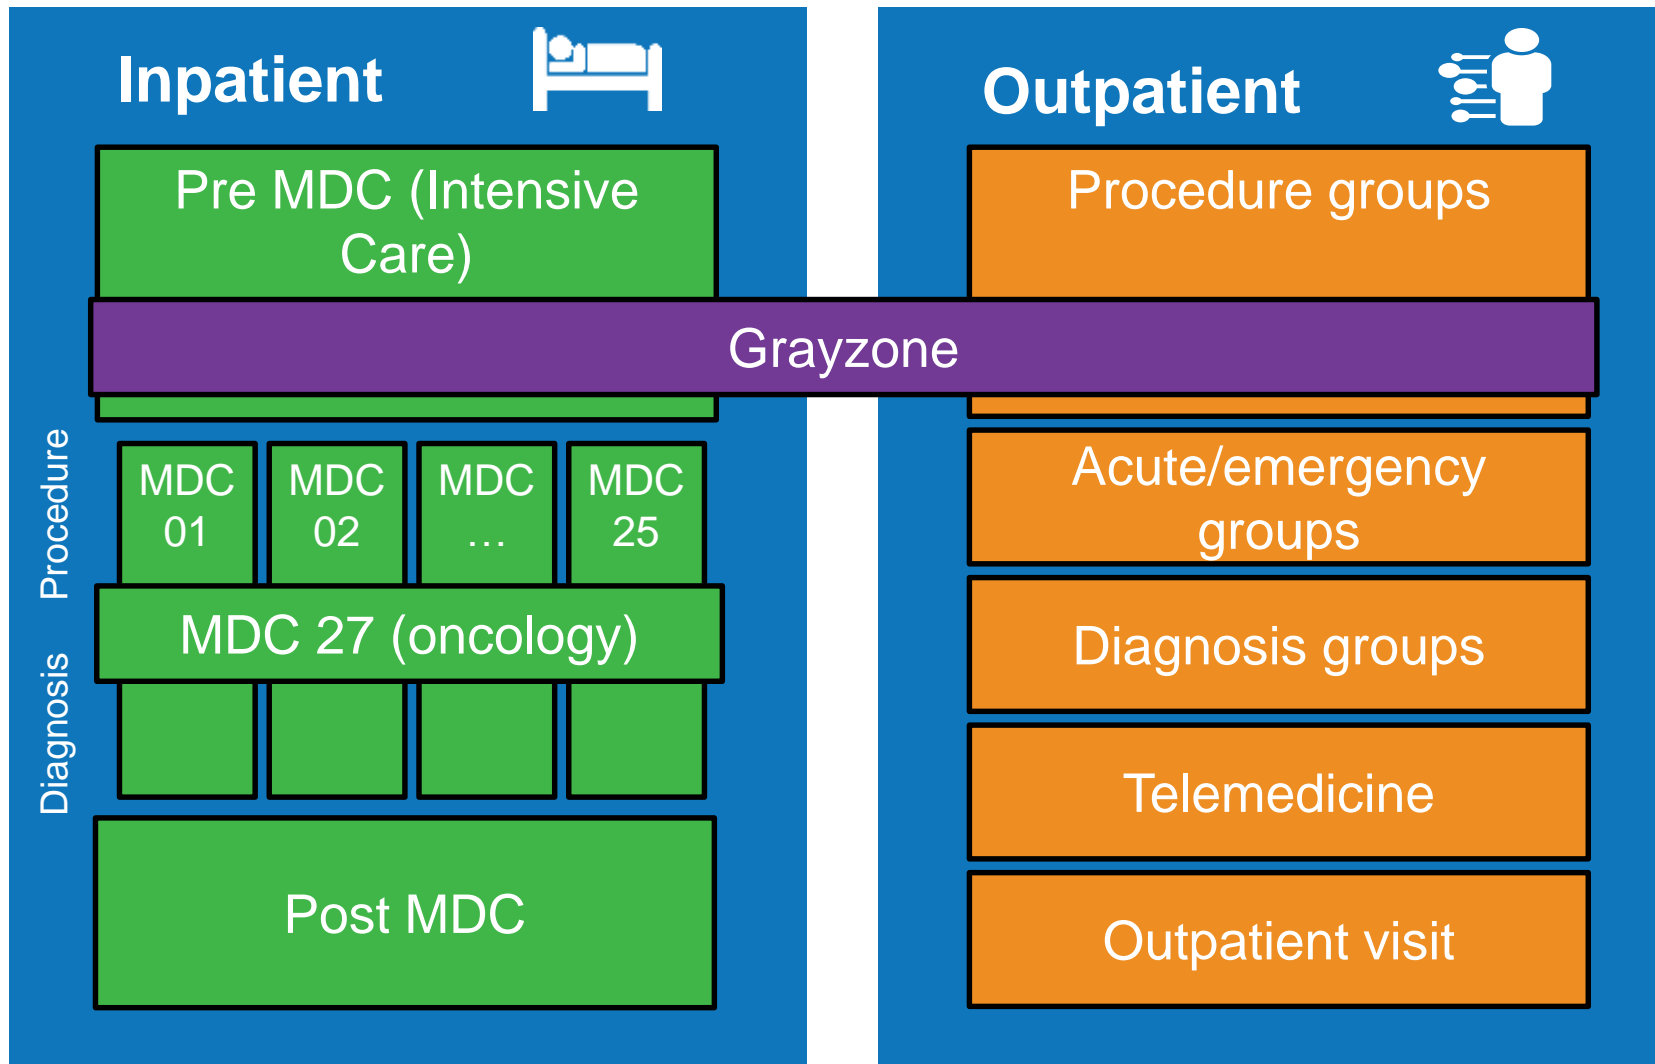 Inpatient
Pre MDC (Intensive
Care)
Outpatient
Procedure groups
Grayzone
Procedure
Diagnosis
MDC
01
MDC
02
MDC
…
MDC
25
MDC 27 (oncology)
Post MDC
Acute/emergency
groups
Diagnosis groups
Telemedicine
Outpatient visit